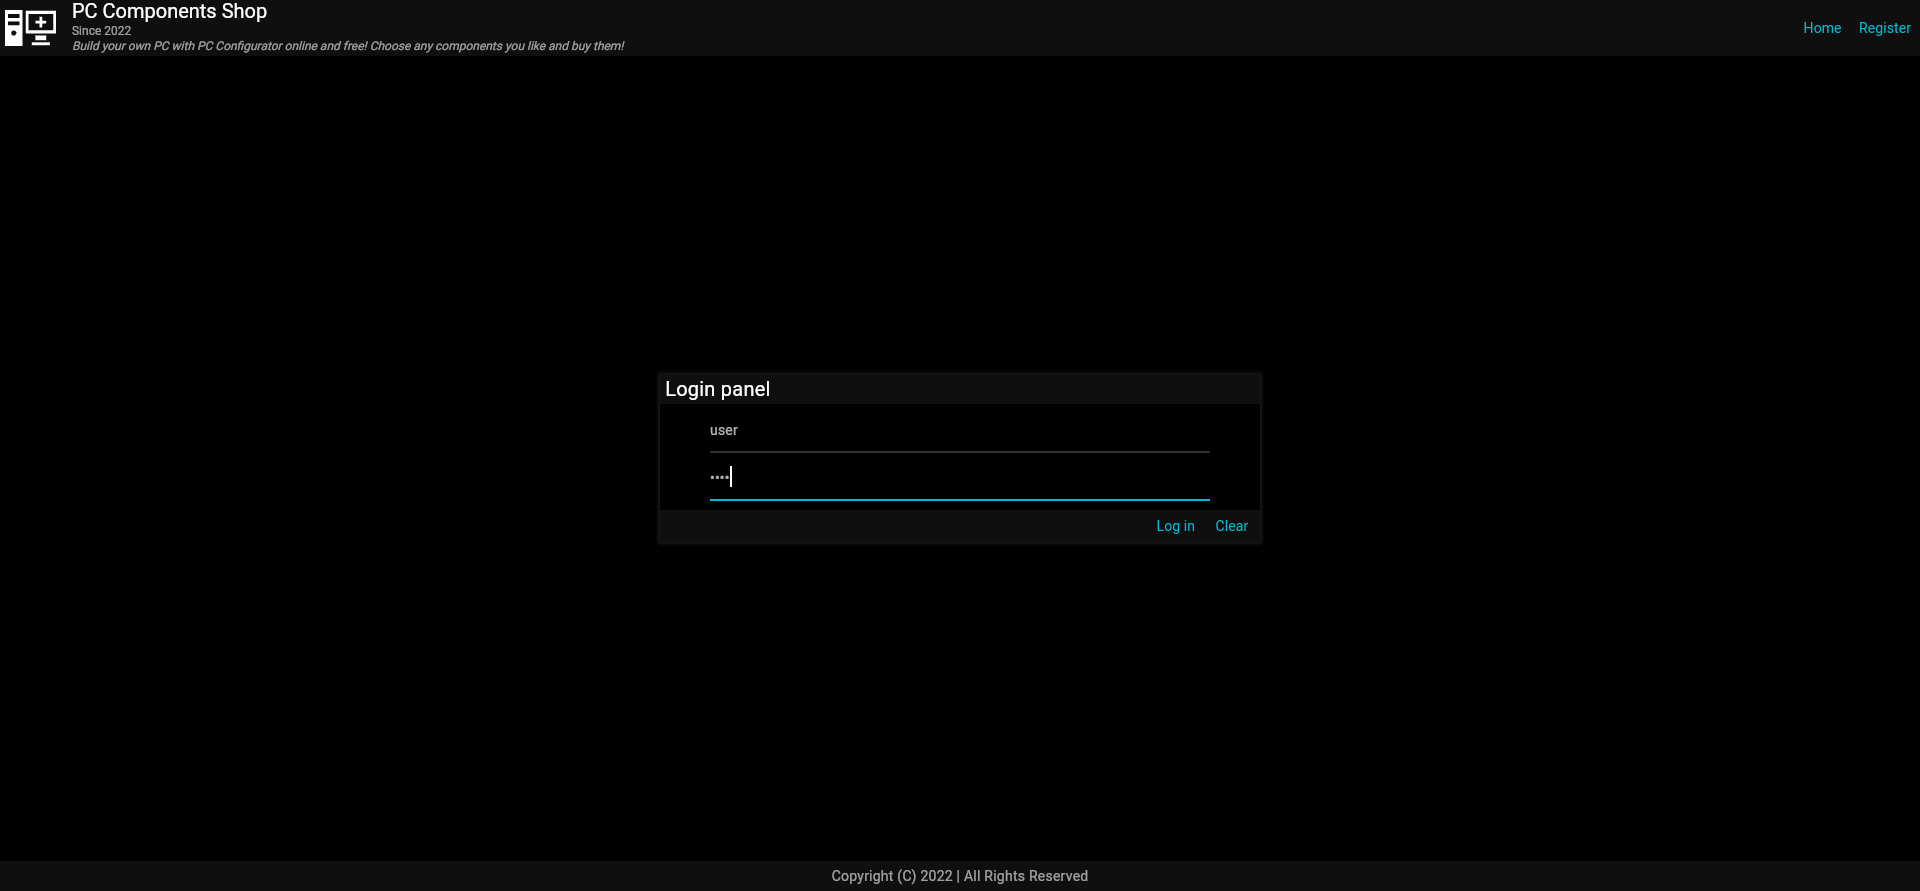 PC Components Shop
Since 2022
Build your own PC with PC Configurator online and free! Choose any components you like and buy them!
Home Register
Login panel
user
••••
Log in Clear
Copyright (C) 2022 | All Rights Reserved